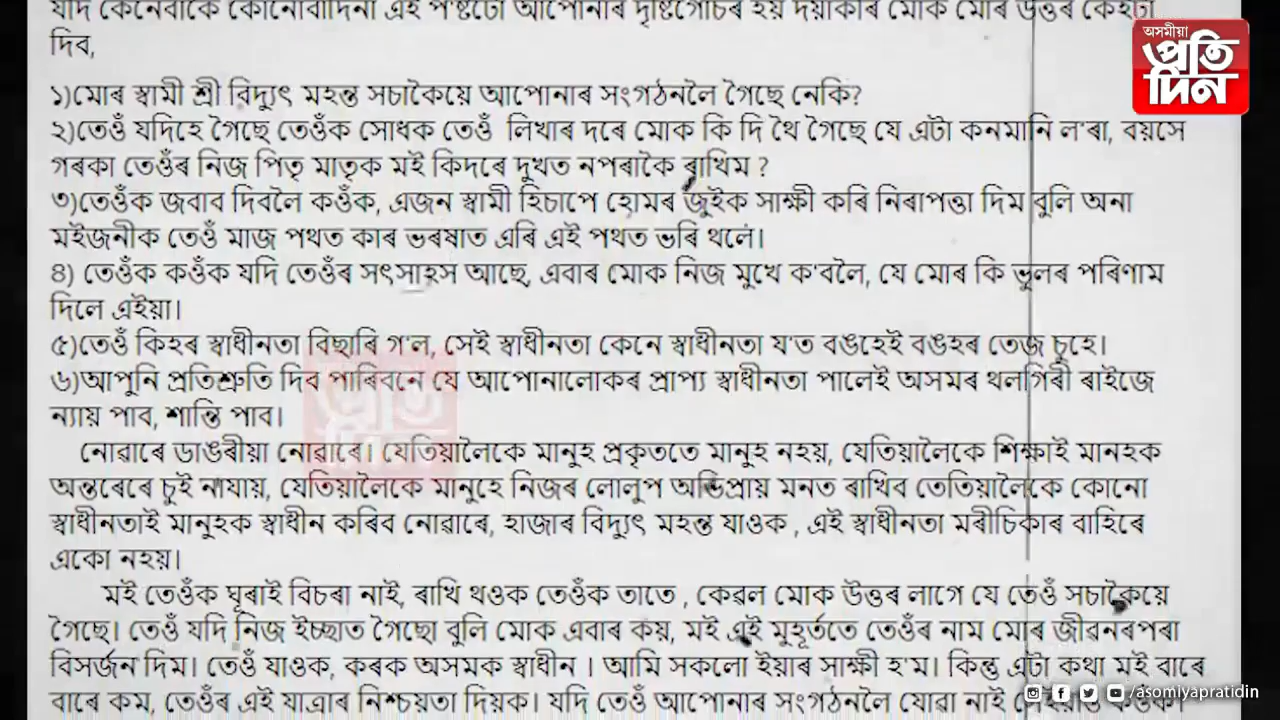 যদি কেনেবাকৈ কোনোবাদিনা এই প'ষ্টটো আপোনাৰ দৃষ্টিগোচৰ হয় দয়াকৰি মোক মোৰ উত্তৰ কেইটা
দিব,
১)মোৰ স্বামী শ্ৰী বিদ্যুৎ মহন্ত সচাকৈয়ে আপোনাৰ সংগঠনলৈ গৈছে নেকি?
২)তেওঁ যদিহে গৈছে তেওঁক সোধক তেওঁ লিখাৰ দৰে মোক কি দি থৈ গৈছে যে এটা কনমানি ল'ৰা, বয়সে
গৰকা তেওঁৰ নিজ পিতৃ মাতৃক মই কিদৰে দুখত নপৰাকৈ ৰাখিম ?
৩)তেওঁক জবাব দিবলৈ কওঁক, এজন স্বামী হিচাপে হোমৰ জুইক সাক্ষী কৰি নিৰাপত্তা দিম বুলি অনা
মইজনীক তেওঁ মাজ পথত কাৰ ভৰষাত এৰি এই পথত ভৰি থলে।
8) তেওঁক কওঁক যদি তেওঁৰ সৎসাহস আছে, এবাৰ মোক নিজ মুখে ক'বলৈ, যে মোৰ কি ভুলৰ পৰিণাম
দিলে এইয়া।
৫)তেওঁ কিহৰ স্বাধীনতা বিছাৰি গ'ল, সেই স্বাধীনতা কেনে স্বাধীনতা য'ত বঙহেই বঙহৰ তেজ চুহে।
৬)আপুনি প্ৰতিশ্ৰুতি দিব পাৰিবনে যে আপোনালোকৰ প্ৰাপ্য স্বাধীনতা পালেই অসমৰ থলগিৰী ৰাইজে
ন্যায় পাব, শান্তি পাব।
নোৱাৰে ডাঙৰীয়া নোৱাৰে। যেতিয়ালৈকে মানুহ প্ৰকৃততে মানুহ নহয়, যেতিয়ালৈকে শিক্ষাই মানহক
অন্তৰেৰে চুই নাযায়, যেতিয়ালৈকে মানুহে নিজৰ লোলুপ অভিপ্ৰায় মনত ৰাখিব তেতিয়ালৈকে কোনো
স্বাধীনতাই মানুহক স্বাধীন কৰিব নোৱাৰে, হাজাৰ বিদ্যুৎ মহন্ত যাওক , এই স্বাধীনতা মৰীচিকাৰ বাহিৰে
একো নহয়।
মই তেওঁক ঘূৰাই বিচৰা নাই, ৰাখি থওক তেওঁক তাতে , কেৱল মোক উত্তৰ লাগে যে তেওঁ সচাকৈয়ে
গৈছে। তেওঁ যদি নিজ ইচ্ছাত গৈছো বুলি মোক এবাৰ কয়, মই এই মুহূৰ্ততে তেওঁৰ নাম মোৰ জীৱনৰপৰা
বিসৰ্জন দিম। তেওঁ যাওক, কৰক অসমক স্বাধীন । আমি সকলো ইয়াৰ সাক্ষী হ'ম। কিন্তু এটা কথা মই বাৰে
বাৰে কম, তেওঁৰ এই যাত্ৰাৰ নিশ্চয়তা দিয়ক। যদি তেওঁ আপোনাৰ সংগঠনলৈ যোৱা নাই
অসমীয়া
প্ৰতি
দিন
/asomiyapratidin